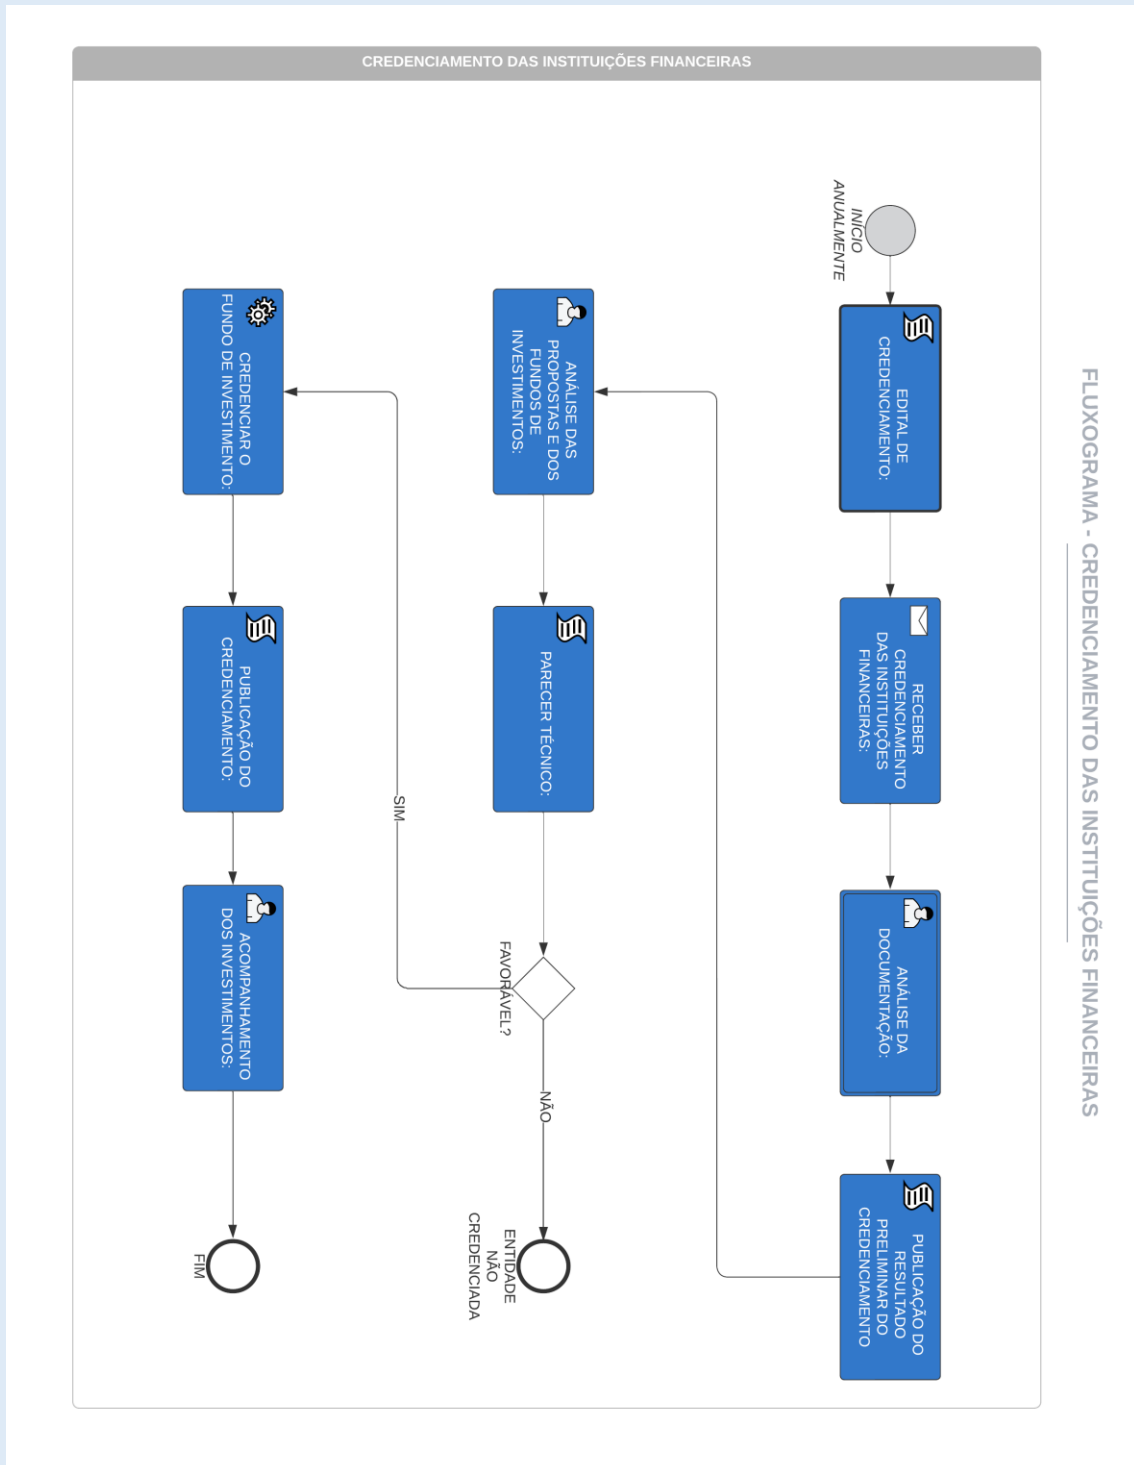 FLUXOGRAMA - CREDENCIAMENTO DAS INSTITUIÇÕES FINANCEIRAS
CREDENCIAMENTO DAS INSTITUIÇÕES FINANCEIRAS
INÍCIO
ANUALMENTE
EDITAL DE
CREDENCIAMENTO:
RECEBER
CREDENCIAMENTO
DAS INSTITUIÇÕES
FINANCEIRAS:
ANÁLISE DA
DOCUMENTAÇÃO:
PUBLICAÇÃO DO
RESULTADO
PRELIMINAR DO
CREDENCIAMENTO
ANÁLISE DAS
PROPOSTAS E DOS
FUNDOS DE
INVESTIMENTOS:
PARECER TÉCNICO:
FAVORÁVEL?
NÃO
ENTIDADE
NÃO
CREDENCIADA
SIM
CREDENCIAR O
FUNDO DE INVESTIMENTO:
PUBLICAÇÃO DO
CREDENCIAMENTO:
ACOMPANHAMENTO
DOS INVESTIMENTOS:
FIM